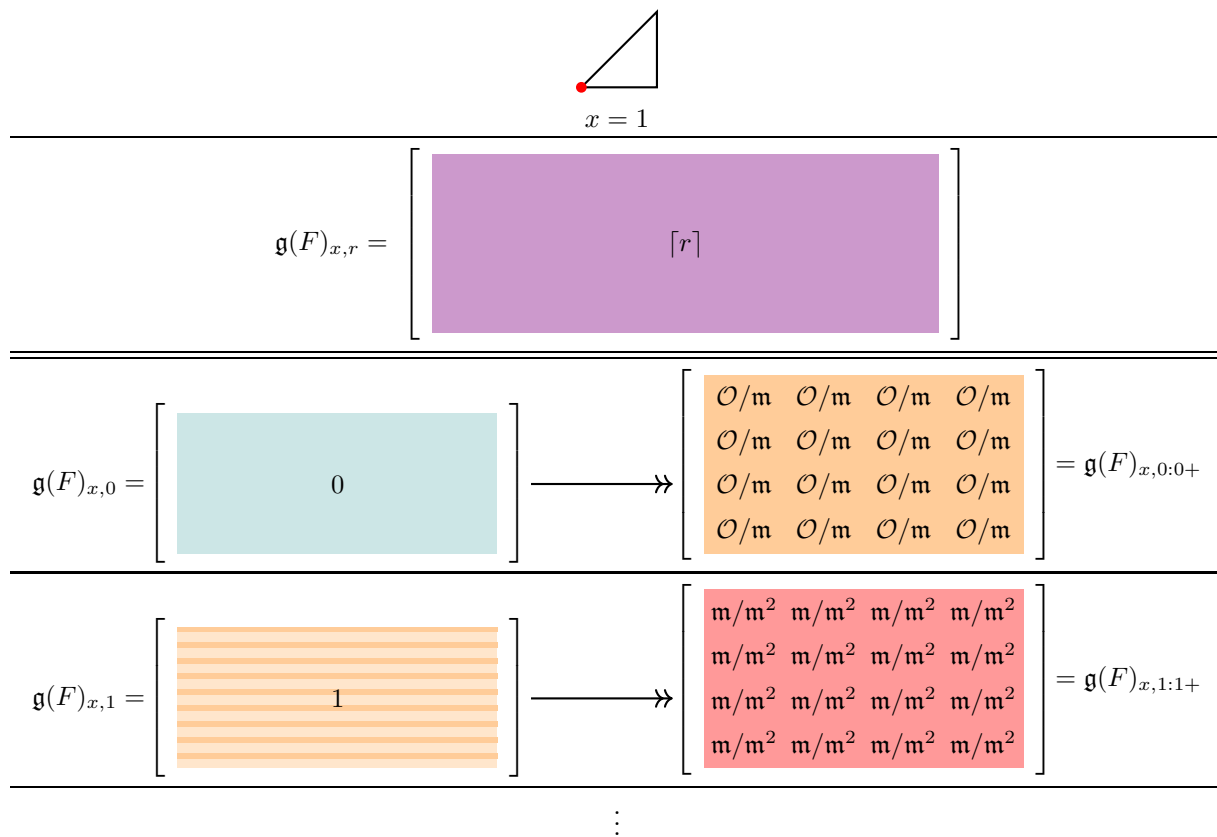 x = 1
𝔤(F)_{x,r} = [ ⌈r⌉ ]
𝔤(F)_{x,0} = [ 0 ] ↠ [ 𝒪/𝔪 𝒪/𝔪 𝒪/𝔪 𝒪/𝔪
𝒪/𝔪 𝒪/𝔪 𝒪/𝔪 𝒪/𝔪
𝒪/𝔪 𝒪/𝔪 𝒪/𝔪 𝒪/𝔪
𝒪/𝔪 𝒪/𝔪 𝒪/𝔪 𝒪/𝔪 ] = 𝔤(F)_{x,0:0+}
𝔤(F)_{x,1} = [ 1 ] ↠ [ 𝔪/𝔪² 𝔪/𝔪² 𝔪/𝔪² 𝔪/𝔪²
𝔪/𝔪² 𝔪/𝔪² 𝔪/𝔪² 𝔪/𝔪²
𝔪/𝔪² 𝔪/𝔪² 𝔪/𝔪² 𝔪/𝔪²
𝔪/𝔪² 𝔪/𝔪² 𝔪/𝔪² 𝔪/𝔪² ] = 𝔤(F)_{x,1:1+}
⋮